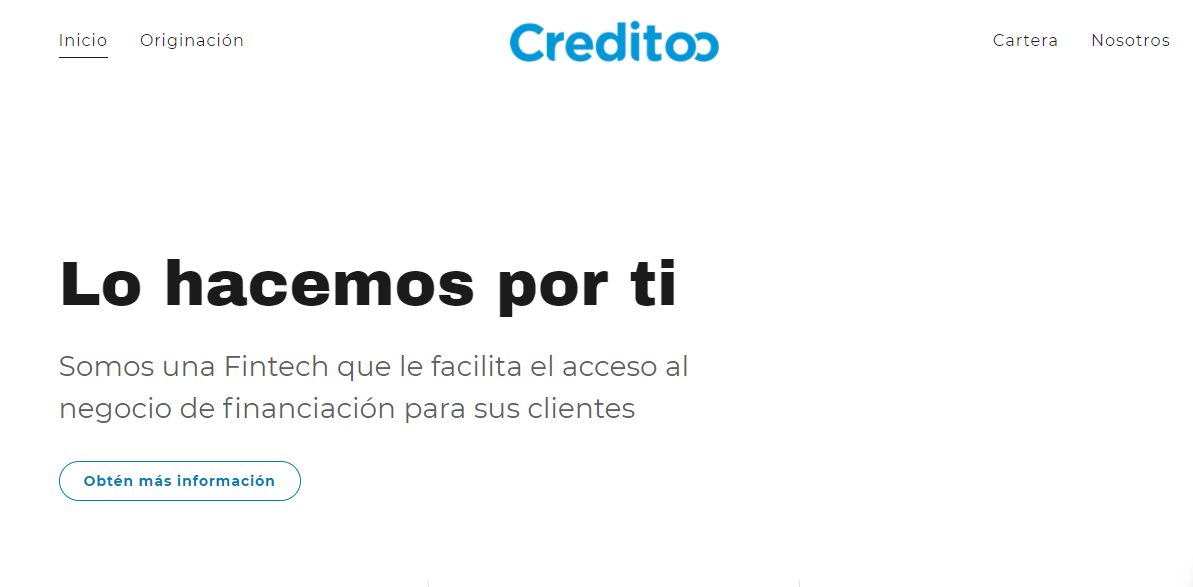 Inicio
Originación
Creditoo
Cartera
Nosotros
Lo hacemos por ti
Somos una Fintech que le facilita el acceso al
negocio de financiación para sus clientes
Obtén más información